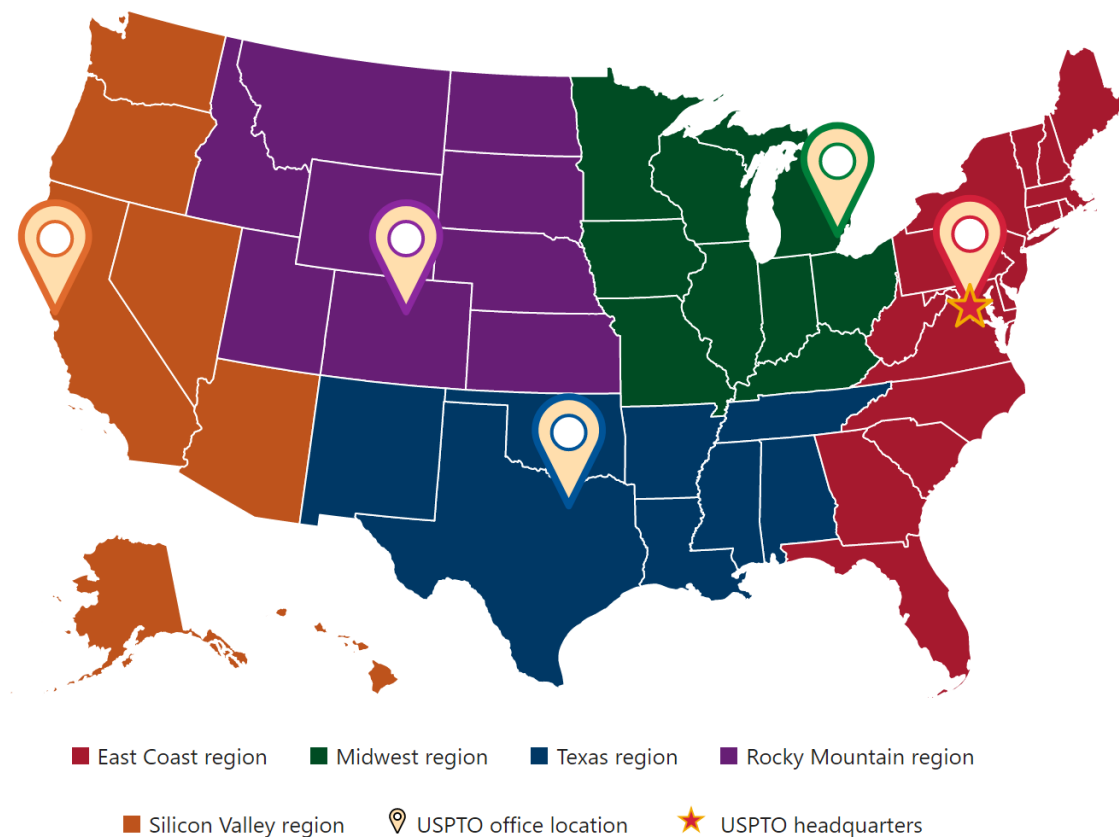 East Coast region Midwest region Texas region Rocky Mountain region
Silicon Valley region USPTO office location USPTO headquarters